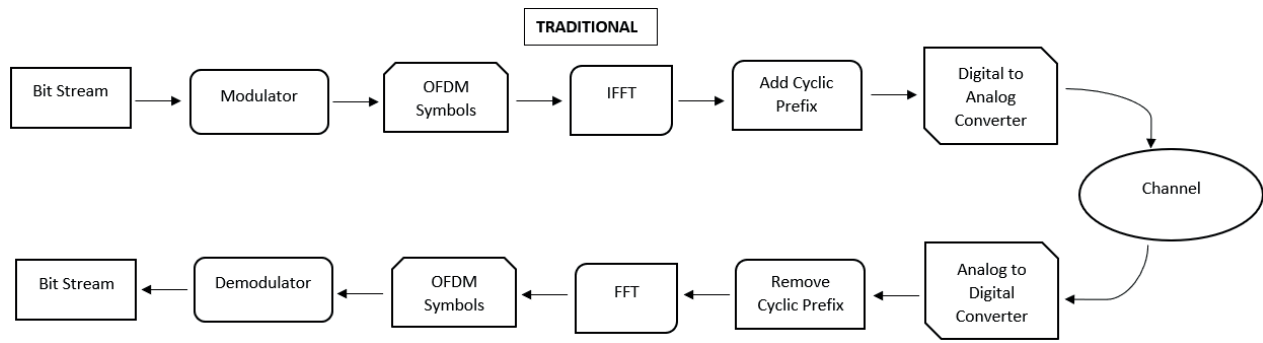 TRADITIONAL
Bit Stream
Modulator
OFDM
Symbols
IFFT
Add Cyclic
Prefix
Digital to
Analog
Converter
Channel
Bit Stream
Demodulator
OFDM
Symbols
FFT
Remove
Cyclic Prefix
Analog to
Digital
Converter